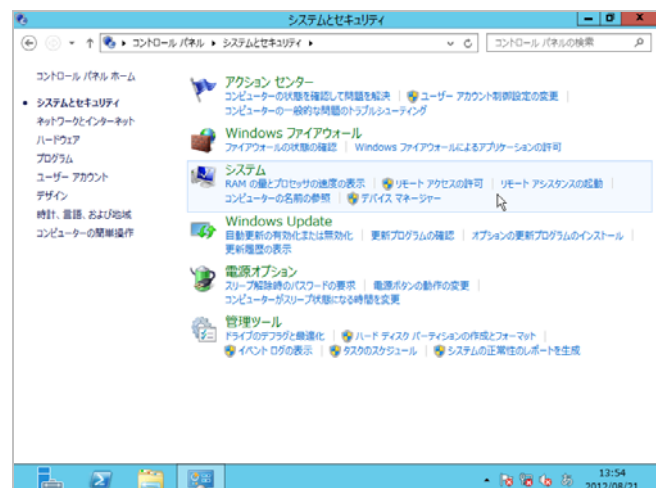 システムとセキュリティ
コントロール パネル ▸ システムとセキュリティ ▸
コントロール パネルの検索
コントロール パネル ホーム
システムとセキュリティ
ネットワークとインターネット
ハードウェア
プログラム
ユーザー アカウント
デザイン
時計、言語、および地域
コンピューターの簡単操作
アクション センター
コンピューターの状態を確認して問題を解決 | ユーザー アカウント制御設定の変更 |
コンピューターの一般的な問題のトラブルシューティング
Windows ファイアウォール
ファイアウォールの状態の確認 | Windows ファイアウォールによるアプリケーションの許可
システム
RAM の量とプロセッサの速度の表示 | リモート アクセスの許可 | リモート アシスタンスの起動 |
コンピューターの名前の参照 | デバイス マネージャー
Windows Update
自動更新の有効化または無効化 | 更新プログラムの確認 | オプションの更新プログラムのインストール |
更新履歴の表示
電源オプション
スリープ解除時のパスワードの要求 | 電源ボタンの動作の変更 |
コンピューターがスリープ状態になる時間を変更
管理ツール
ドライブのデフラグと最適化 | ハード ディスク パーティションの作成とフォーマット |
イベント ログの表示 | タスクのスケジュール | システムの正常性のレポートを生成
13:54
2012/08/21